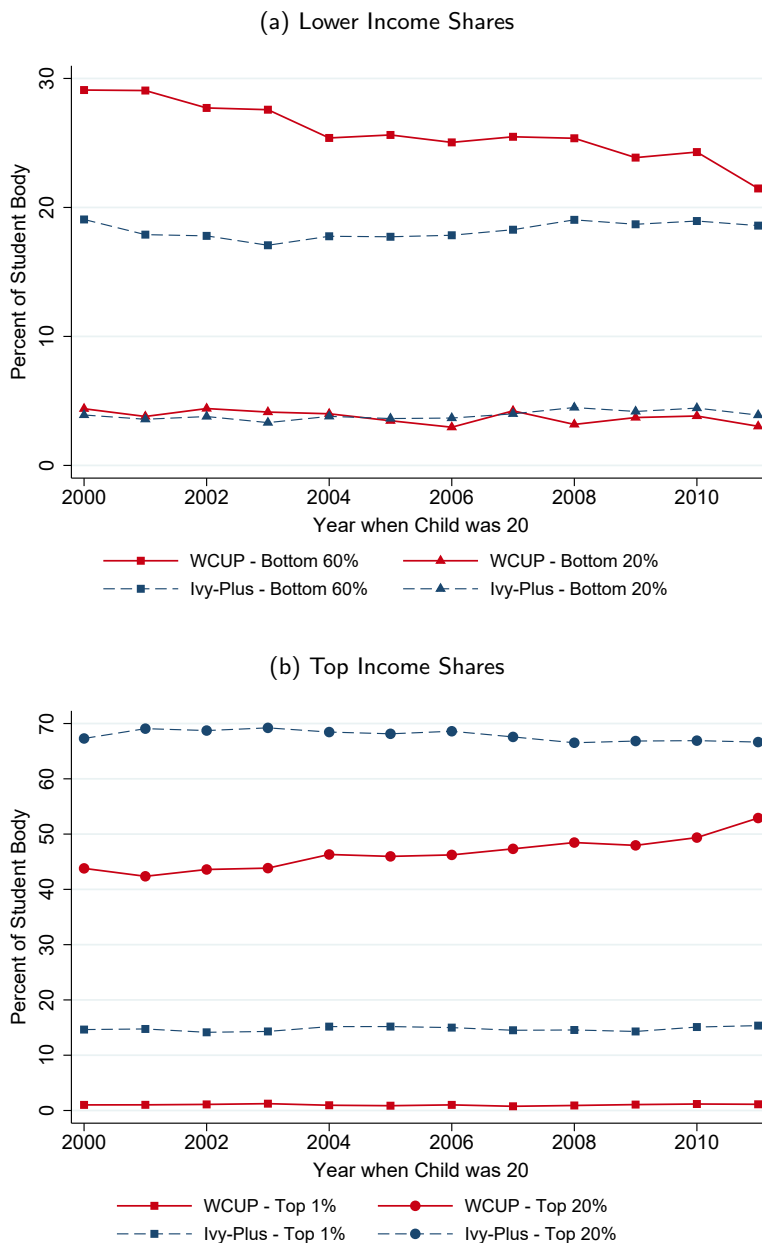 (a) Lower Income Shares
Percent of Student Body
30
20
10
0
2000 2002 2004 2006 2008 2010
Year when Child was 20
WCUP - Bottom 60% WCUP - Bottom 20%
Ivy-Plus - Bottom 60% Ivy-Plus - Bottom 20%
(b) Top Income Shares
Percent of Student Body
70
60
50
40
30
20
10
0
2000 2002 2004 2006 2008 2010
Year when Child was 20
WCUP - Top 1% WCUP - Top 20%
Ivy-Plus - Top 1% Ivy-Plus - Top 20%